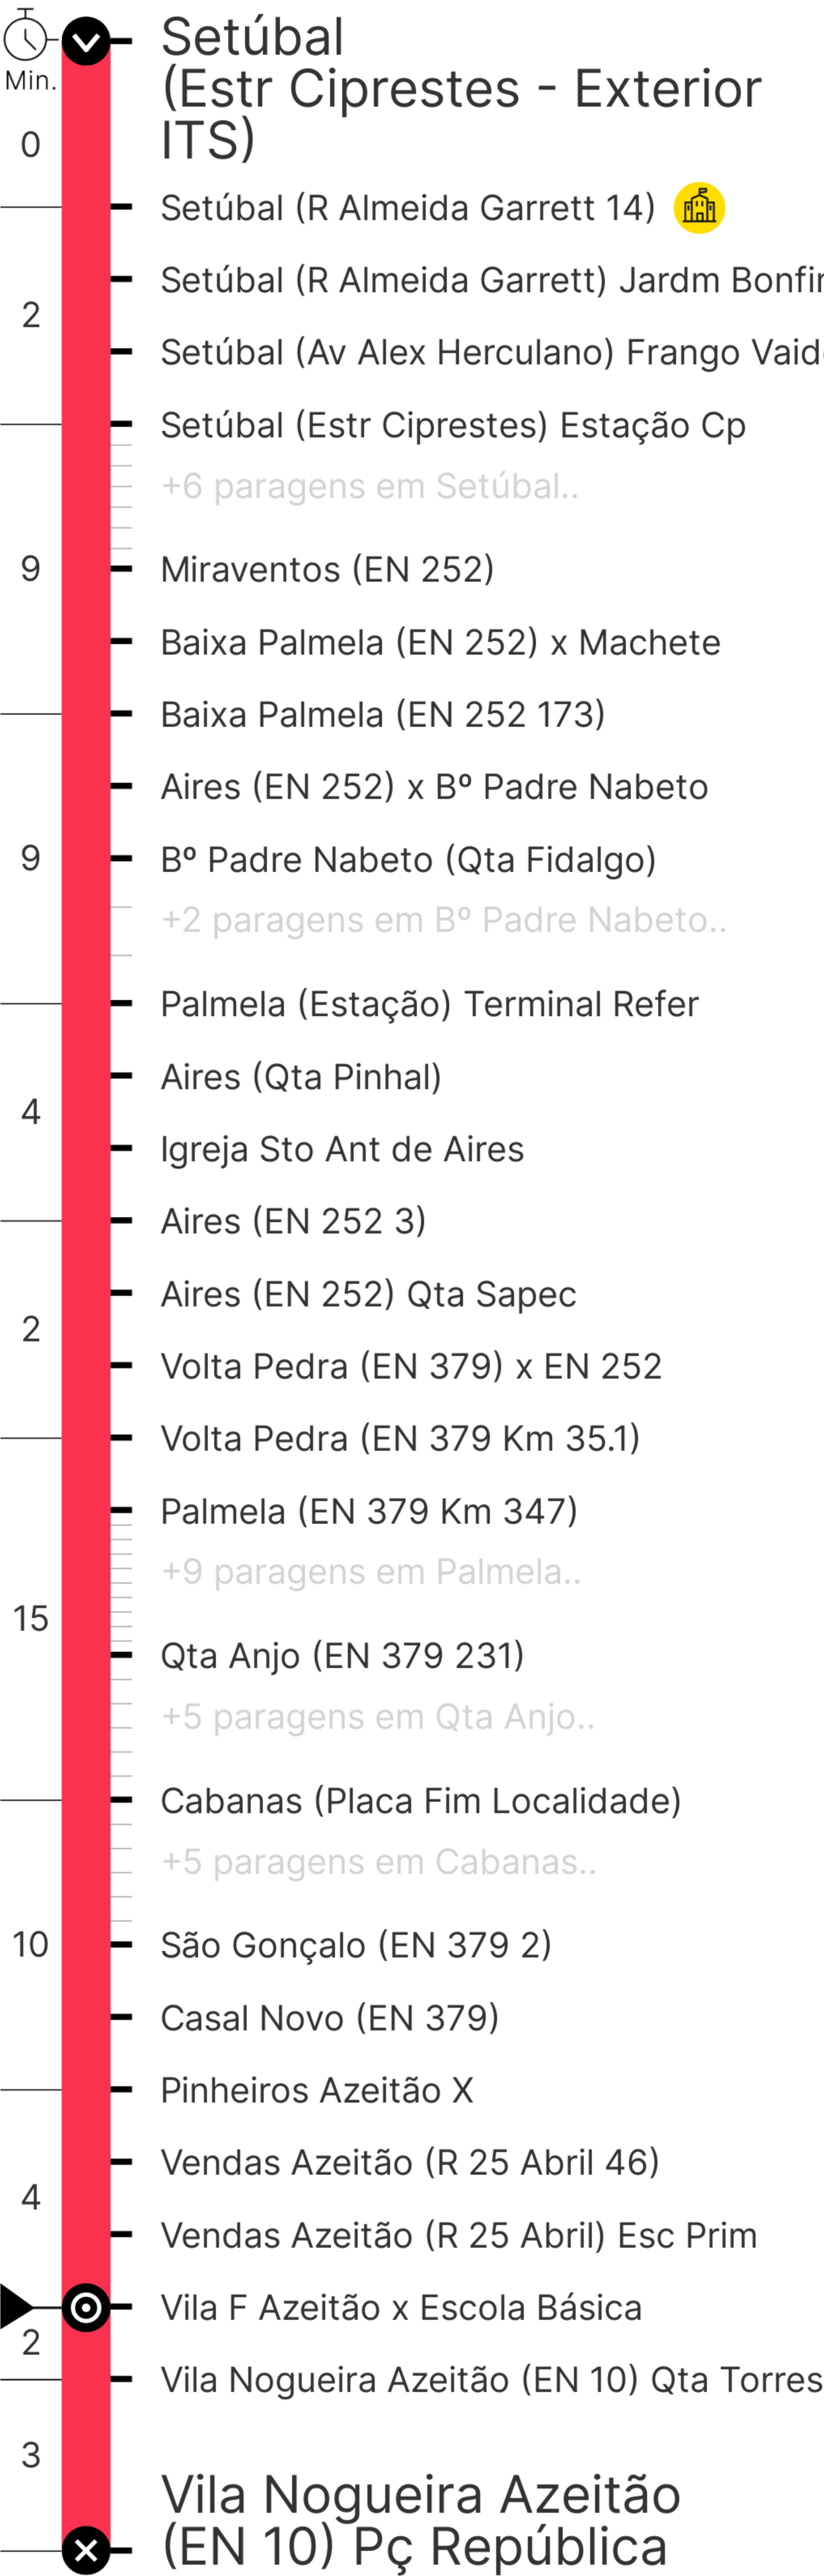 Setúbal
(Estr Ciprestes - Exterior
ITS)
Min.
0
Setúbal (R Almeida Garrett 14)
Setúbal (R Almeida Garrett) Jardm
2
Setúbal (Av Alex Herculano) Frango
Setúbal (Estr Ciprestes) Estação Cp
+6 paragens em Setúbal..
9
Miraventos (EN 252)
Baixa Palmela (EN 252) x Machete
Baixa Palmela (EN 252 173)
Aires (EN 252) x Bº Padre Nabeto
9
Bº Padre Nabeto (Qta Fidalgo)
+2 paragens em Bº Padre Nabeto..
Palmela (Estação) Terminal Refer
Aires (Qta Pinhal)
4
Igreja Sto Ant de Aires
Aires (EN 252 3)
Aires (EN 252) Qta Sapec
2
Volta Pedra (EN 379) x EN 252
Volta Pedra (EN 379 Km 35.1)
Palmela (EN 379 Km 347)
+9 paragens em Palmela..
15
Qta Anjo (EN 379 231)
+5 paragens em Qta Anjo..
Cabanas (Placa Fim Localidade)
+5 paragens em Cabanas..
10
São Gonçalo (EN 379 2)
Casal Novo (EN 379)
Pinheiros Azeitão X
Vendas Azeitão (R 25 Abril 46)
4
Vendas Azeitão (R 25 Abril) Esc Prim
Vila F Azeitão x Escola Básica
2
Vila Nogueira Azeitão (EN 10) Qta Torres
3
Vila Nogueira Azeitão
(EN 10) Pç República